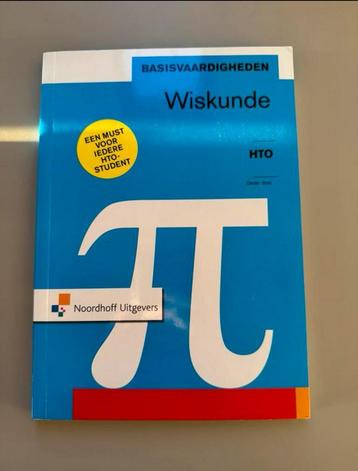 BASISVAARDIGHEDEN
Wiskunde
EEN MUST
VOOR
IEDERE
HTO-
STUDENT
HTO
π
Noordhoff Uitgevers